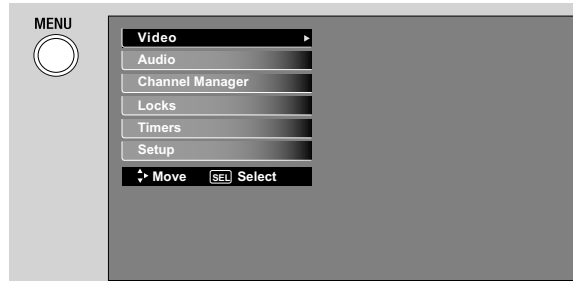 MENU
Video
Audio
Channel Manager
Locks
Timers
Setup
Move SEL Select